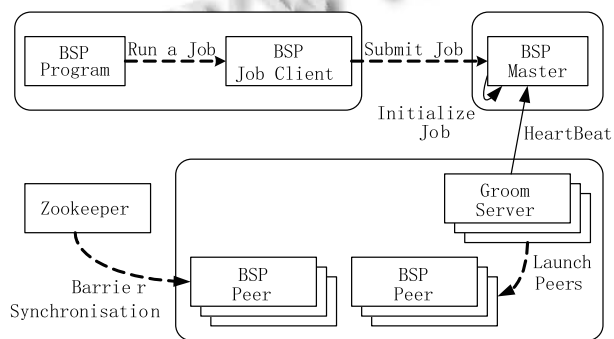 BSP
Program
Run a Job
BSP
Job Client
Submit Job
BSP
Master
Initialize
Job
HeartBeat
Zookeeper
Groom
Server
Barrier
Synchronisation
BSP
Peer
BSP
Peer
Launch
Peers